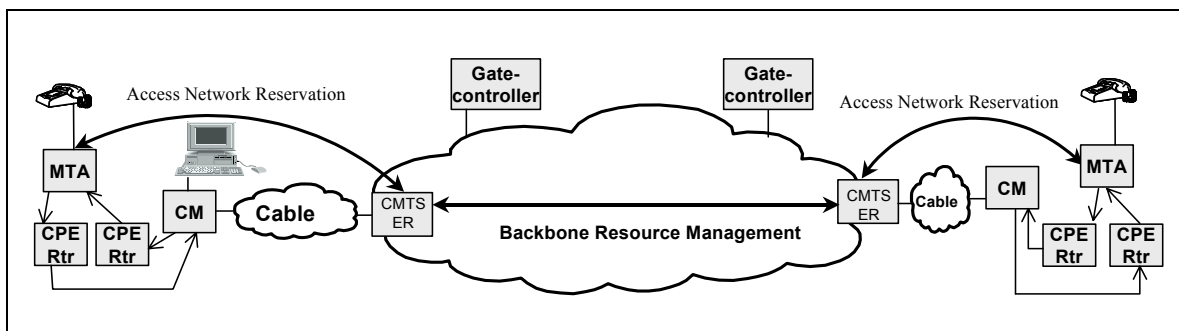 Gate-
controller
Gate-
controller
Access Network Reservation
Access Network Reservation
MTA
MTA
CM
Cable
CMTS
ER
CMTS
ER
Cable
CM
Backbone Resource Management
CPE
Rtr
CPE
Rtr
CPE
Rtr
CPE
Rtr